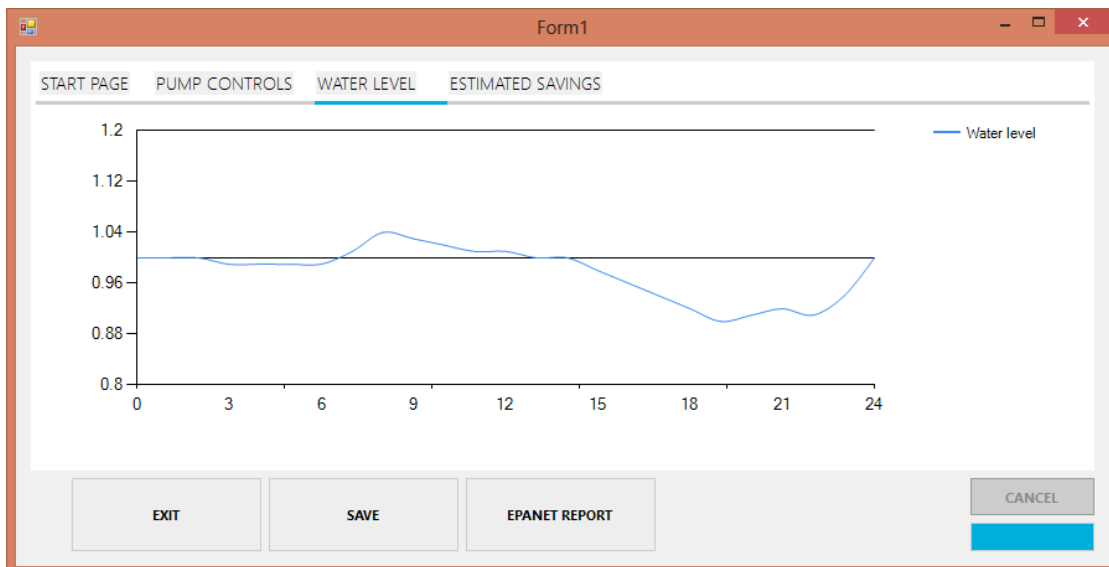 Form1
START PAGE PUMP CONTROLS WATER LEVEL ESTIMATED SAVINGS
1.2
Water level
1.12
1.04
0.96
0.88
0.8
0 3 6 9 12 15 18 21 24
EXIT SAVE EPANET REPORT CANCEL